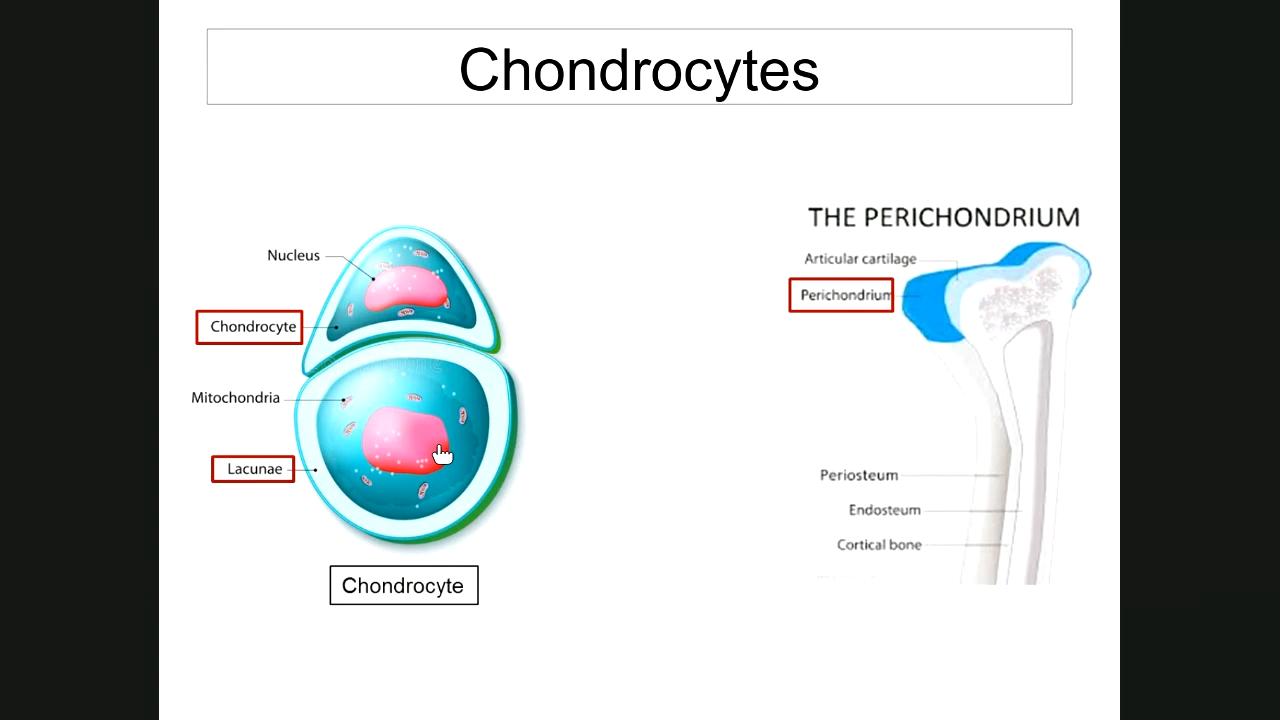 Chondrocytes
Nucleus
Chondrocyte
Mitochondria
Lacunae
Chondrocyte
THE PERICHONDRIUM
Articular cartilage
Perichondrium
Periosteum
Endosteum
Cortical bone